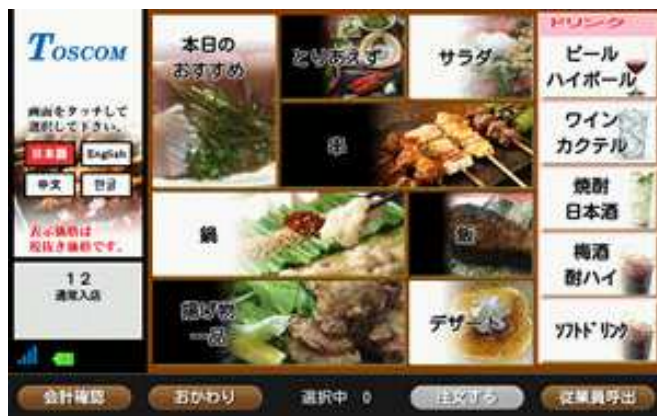 TOSCOM
画面をタッチして
選択して下さい。
日本語
English
中文
한글
表示価格は
税抜き価格です。
12
通常入店
本日の
おすすめ
とりあえず
サラダ
串
鍋
飯
揚げ物
一品
デザート
ドリンク
ビール
ハイボール
ワイン
カクテル
焼酎
日本酒
梅酒
酎ハイ
ソフトドリンク
会計確認
おかわり
選択中 0
注文する
従業員呼出